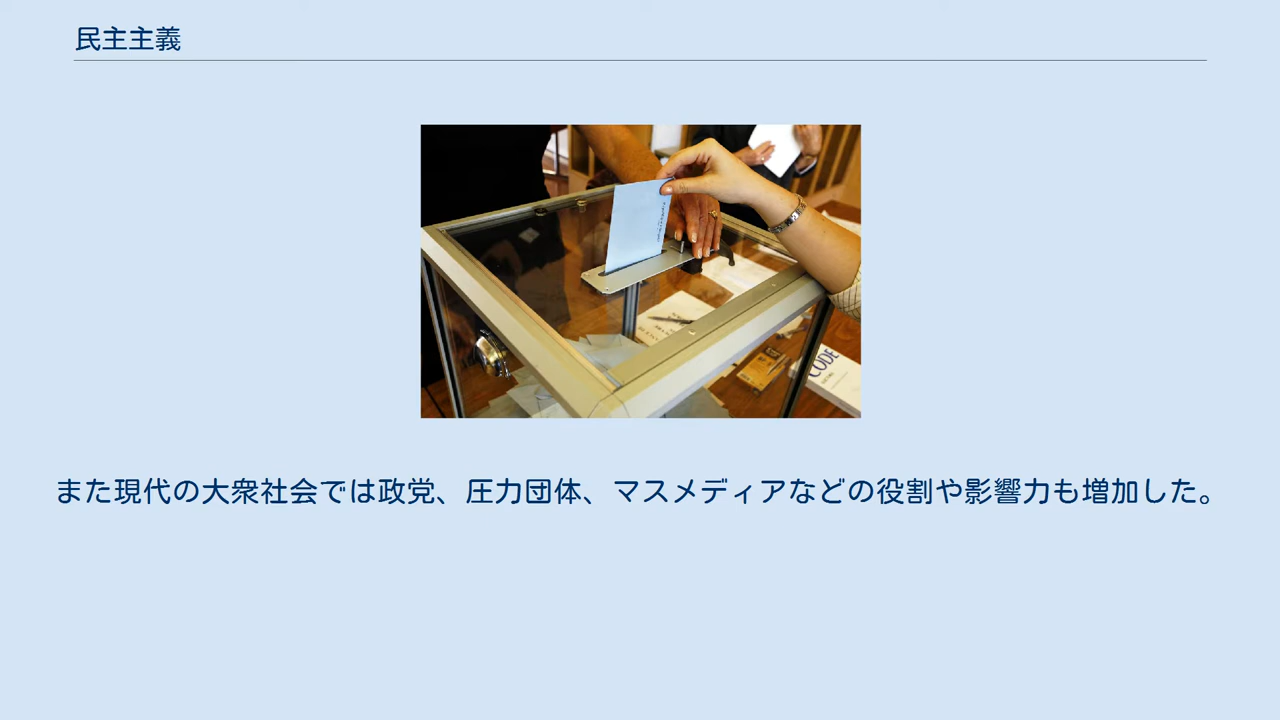 民主主義
CODE
また現代の大衆社会では政党、圧力団体、マスメディアなどの役割や影響力も増加した。